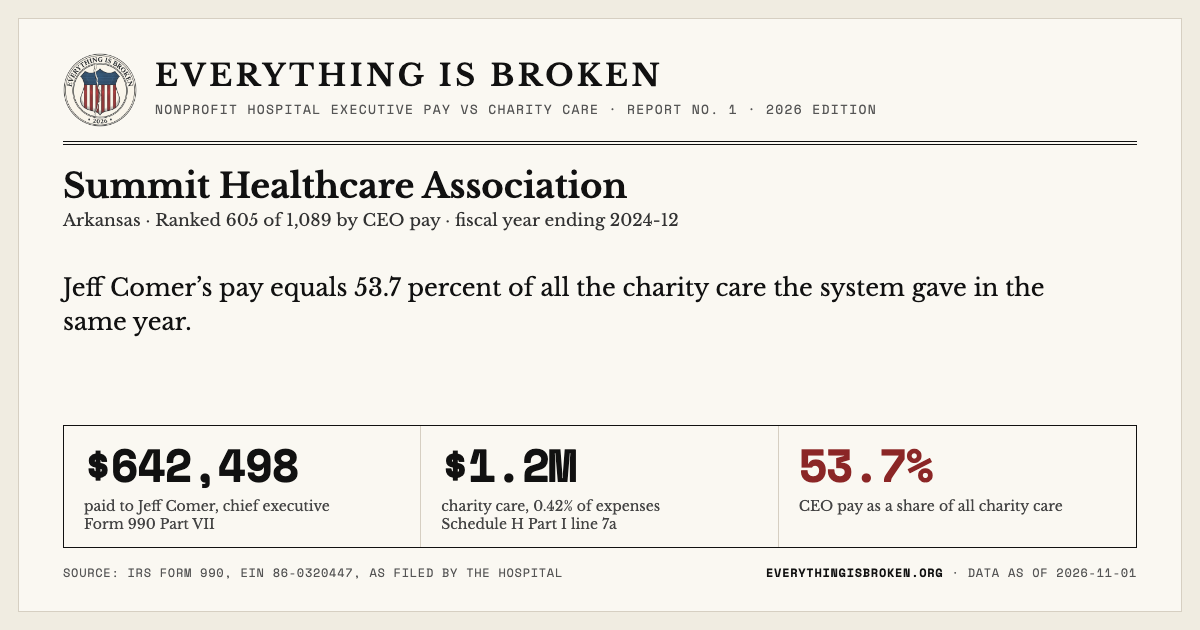 EVERYTHING IS BROKEN
2026
EVERYTHING IS BROKEN
NONPROFIT HOSPITAL EXECUTIVE PAY VS CHARITY CARE · REPORT NO. 1 · 2026 EDITION
Summit Healthcare Association
Arkansas · Ranked 605 of 1,089 by CEO pay · fiscal year ending 2024-12
Jeff Comer’s pay equals 53.7 percent of all the charity care the system gave in the
same year.
$642,498
paid to Jeff Comer, chief executive
Form 990 Part VII
$1.2M
charity care, 0.42% of expenses
Schedule H Part I line 7a
53.7%
CEO pay as a share of all charity care
SOURCE: IRS FORM 990, EIN 86-0320447, AS FILED BY THE HOSPITAL
EVERYTHINGISBROKEN.ORG · DATA AS OF 2026-11-01